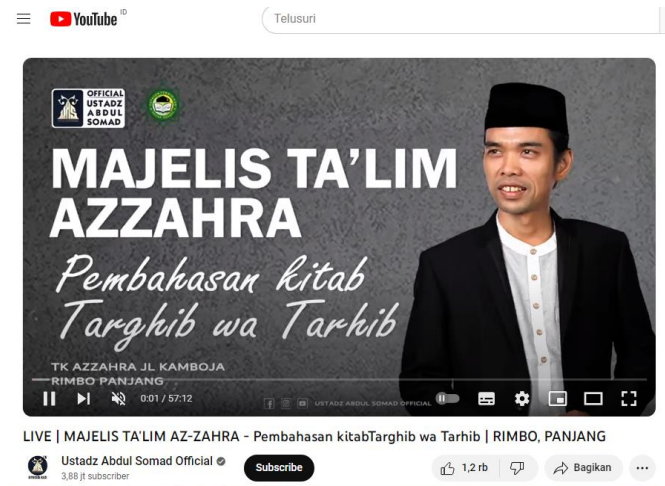 YouTube ID
Telusuri
OFFICIAL
USTADZ
ABDUL
SOMAD
MAJELIS TA'LIM
AZZAHRA
Pembahasan kitab
Targhib wa Tarhib
TK AZZAHRA JL KAMBOJA
RIMBO PANJANG
0:01 / 57:12
USTADZ ABDUL SOMAD OFFICIAL
LIVE | MAJELIS TA'LIM AZ-ZAHRA - Pembahasan kitabTarghib wa Tarhib | RIMBO, PANJANG
Ustadz Abdul Somad Official
3,88 jt subscriber
Subscribe
1,2 rb
Bagikan